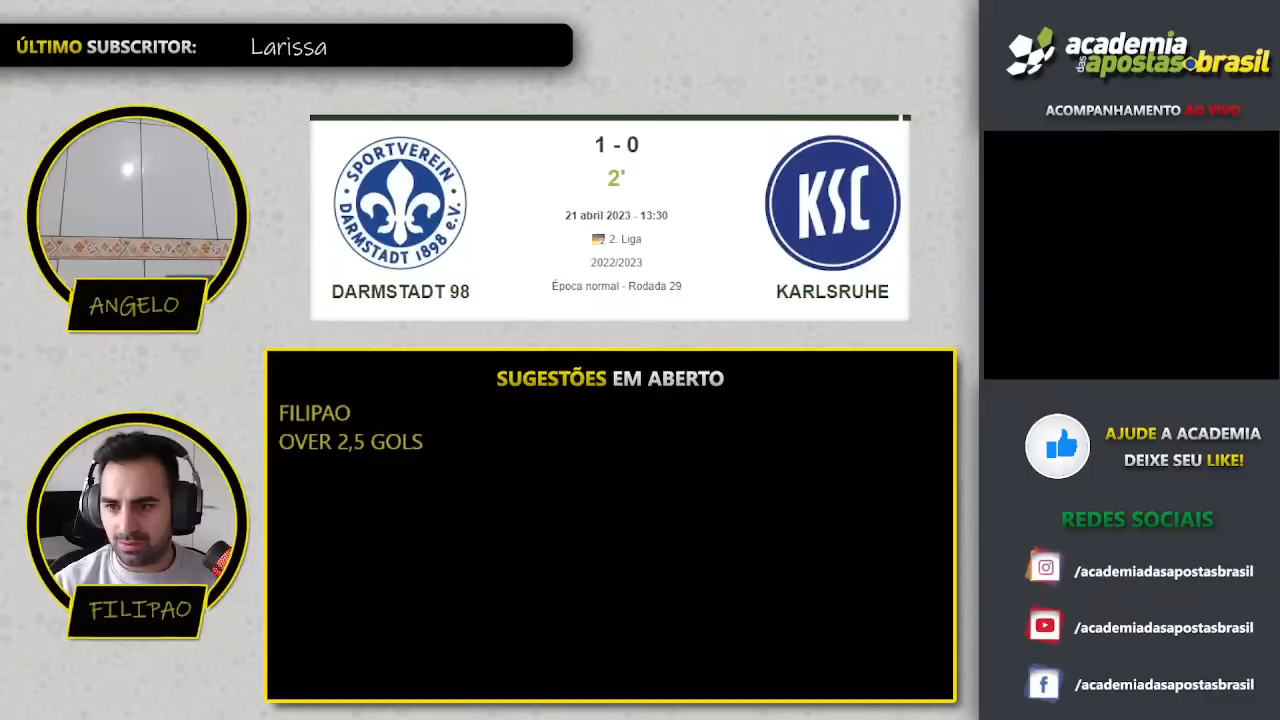 ÚLTIMO SUBSCRITOR: Larissa
academia
das apostas brasil
ACOMPANHAMENTO AO VIVO
SPORTVEREIN
DARMSTADT 1898 e.V.
1 - 0
2'
21 abril 2023 - 13:30
2. Liga
2022/2023
Época normal - Rodada 29
KSC
DARMSTADT 98
KARLSRUHE
ANGELO
SUGESTÕES EM ABERTO
FILIPAO
OVER 2,5 GOLS
FILIPAO
AJUDE A ACADEMIA
DEIXE SEU LIKE!
REDES SOCIAIS
/academiadasapostasbrasil
/academiadasapostasbrasil
/academiadasapostasbrasil